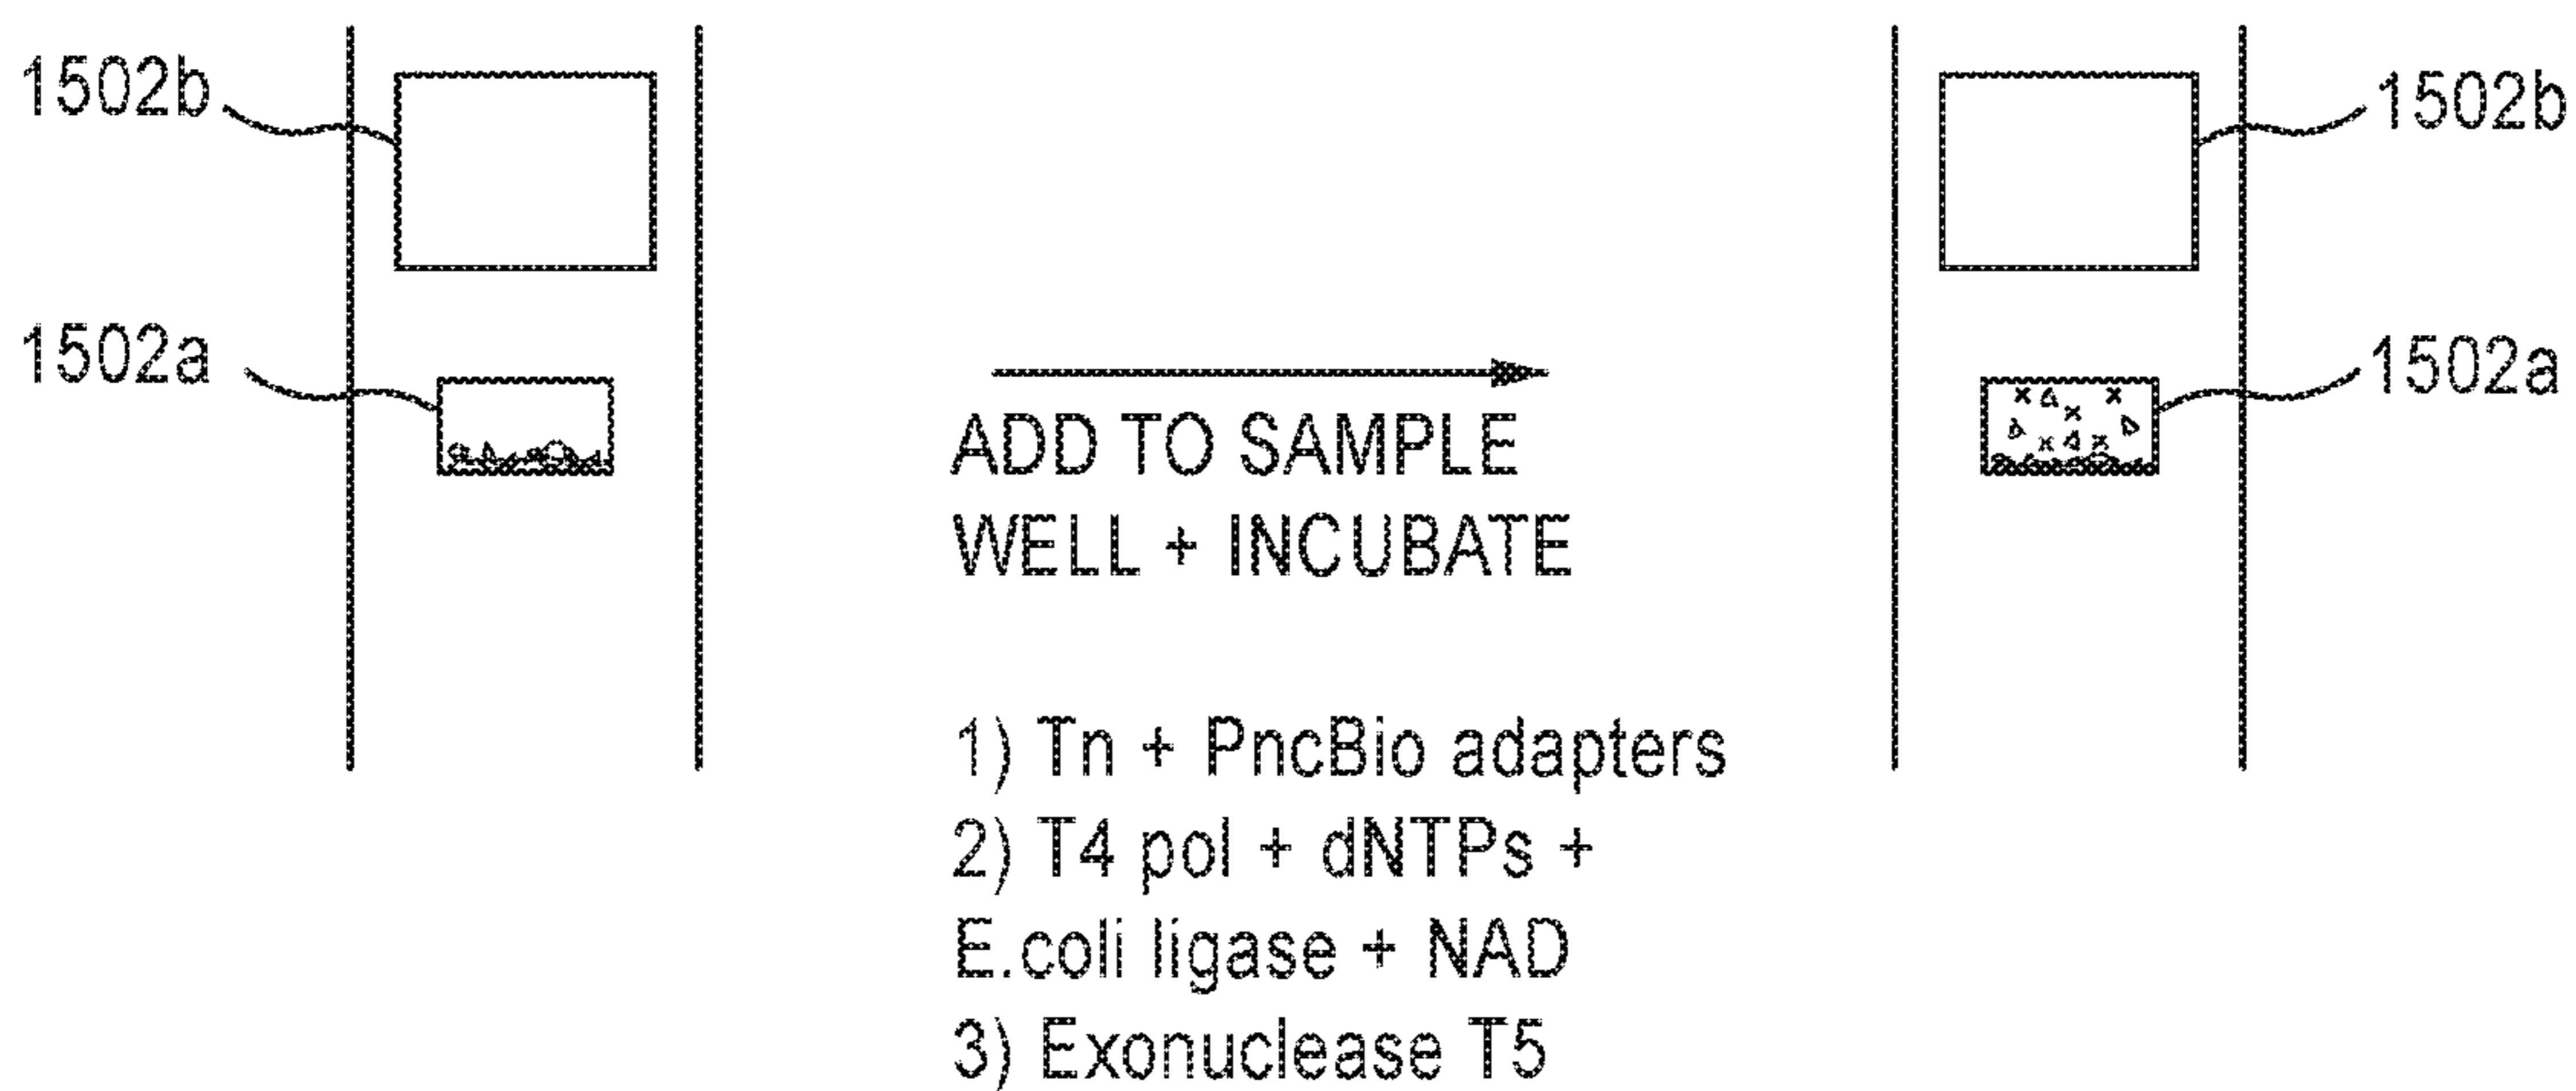 1502b
1502a
ADD TO SAMPLE
WELL + INCUBATE
1) Tn + PncBio adapters
2) T4 pol + dNTPs +
E.coli ligase + NAD
3) Exonuclease T5
1502b
1502a